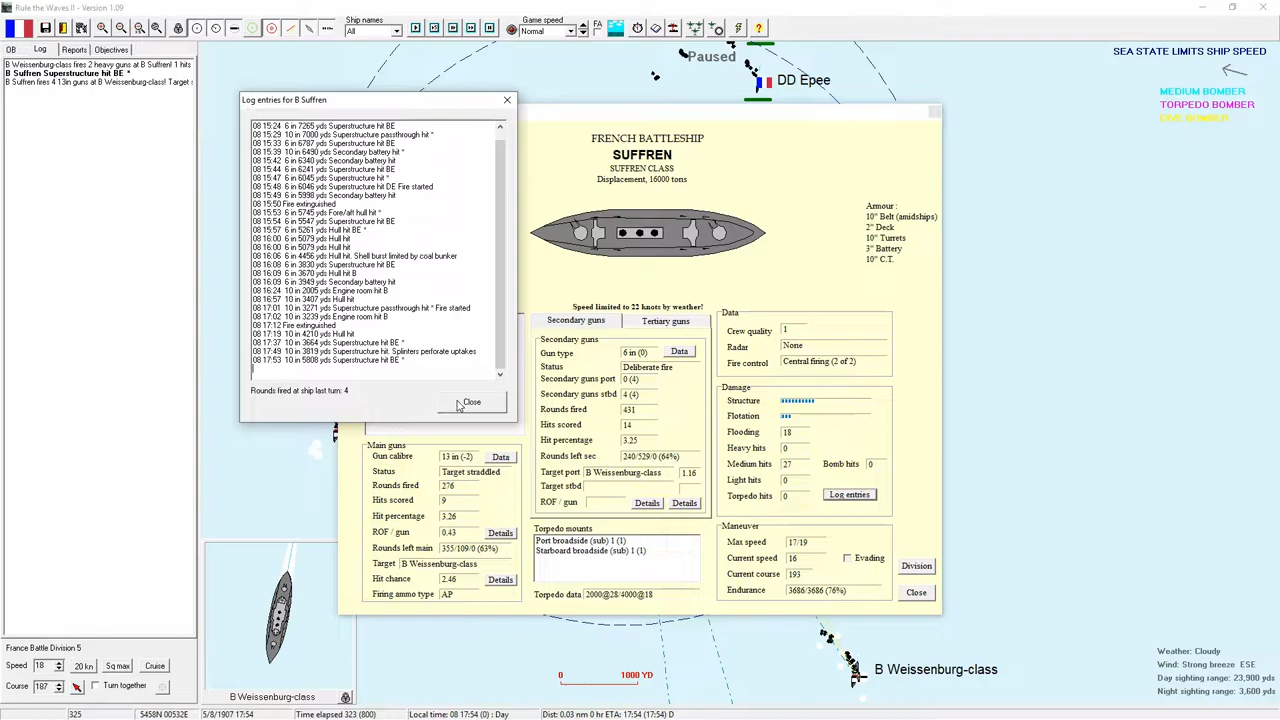 Rule the Waves II - Version 1.09
Ship names
All
Game speed
Normal
FA
OB
Log
Reports
Objectives
B Weissenburg-class fires 2 heavy guns at B Suffren! 1 hits
B Suffren Superstructure hit BE *
B Suffren fires 4 13in guns at B Weissenburg-class! Target s
Paused
DD Epee
SEA STATE LIMITS SHIP SPEED
MEDIUM BOMBER
TORPEDO BOMBER
DIVE BOMBER
Log entries for B Suffren
08 15:24 6 in 7265 yds Superstructure hit BE
08 15:29 10 in 7000 yds Superstructure passthrough hit *
08 15:33 6 in 6787 yds Superstructure hit BE
08 15:39 10 in 6490 yds Secondary battery hit *
08 15:42 6 in 6340 yds Secondary battery hit
08 15:44 6 in 6241 yds Superstructure hit BE
08 15:47 6 in 6045 yds Superstructure hit *
08 15:48 6 in 6046 yds Superstructure hit DE Fire started
08 15:49 6 in 5998 yds Secondary battery hit
08 15:50 Fire extinguished
08 15:53 6 in 5745 yds Fore/aft hull hit *
08 15:54 6 in 5547 yds Superstructure hit BE
08 15:57 6 in 5261 yds Hull hit BE *
08 16:00 6 in 5079 yds Hull hit
08 16:00 6 in 5079 yds Hull hit
08 16:06 6 in 4456 yds Hull hit. Shell burst limited by coal bunker
08 16:08 6 in 3830 yds Superstructure hit BE
08 16:09 6 in 3670 yds Hull hit B
08 16:09 6 in 3949 yds Secondary battery hit
08 16:24 10 in 2005 yds Engine room hit B
08 16:57 10 in 3407 yds Hull hit
08 17:01 10 in 3271 yds Superstructure passthrough hit * Fire started
08 17:02 10 in 3239 yds Engine room hit B
08 17:12 Fire extinguished
08 17:19 10 in 4210 yds Hull hit
08 17:37 10 in 3664 yds Superstructure hit BE *
08 17:49 10 in 3819 yds Superstructure hit. Splinters perforate uptakes
08 17:53 10 in 5808 yds Superstructure hit BE *
Rounds fired at ship last turn: 4
Close
FRENCH BATTLESHIP
SUFFREN
SUFFREN CLASS
Displacement, 16000 tons
Armour :
10" Belt (amidships)
2" Deck
10" Turrets
3" Battery
10" C.T.
Speed limited to 22 knots by weather!
Main guns
Gun calibre 13 in (-2) Data
Status Target straddled
Rounds fired 276
Hits scored 9
Hit percentage 3.26
ROF / gun 0.43 Details
Rounds left main 355/109/0 (63%)
Target B Weissenburg-class
Hit chance 2.46 Details
Firing ammo type AP
Secondary guns
Tertiary guns
Secondary guns
Gun type 6 in (0) Data
Status Deliberate fire
Secondary guns port 0 (4)
Secondary guns stbd 4 (4)
Rounds fired 431
Hits scored 14
Hit percentage 3.25
Rounds left sec 240/529/0 (64%)
Target port B Weissenburg-class 1.16
Target stbd
ROF / gun Details Details
Torpedo mounts
Port broadside (sub) 1 (1)
Starboard broadside (sub) 1 (1)
Torpedo data 2000@28/4000@18
Data
Crew quality 1
Radar None
Fire control Central firing (2 of 2)
Damage
Structure
Flotation
Flooding 18
Heavy hits 0
Medium hits 27 Bomb hits 0
Light hits 0
Torpedo hits 0 Log entries
Maneuver
Max speed 17/19
Current speed 16 Evading
Current course 193
Endurance 3686/3686 (76%)
Division
Close
France Battle Division 5
Speed 18 20 kn Sq max Cruise
Course 187 Turn together
B Weissenburg-class
0 1000 YD
B Weissenburg-class
Weather: Cloudy
Wind: Strong breeze ESE
Day sighting range: 23,900 yds
Night sighting range: 3,600 yds
325
5458N 00532E
5/8/1907 17:54
Time elapsed 323 (800)
Local time: 08 17:54 (0) : Day
Dist: 0.03 nm 0 hr ETA: 17:54 (17:54) D